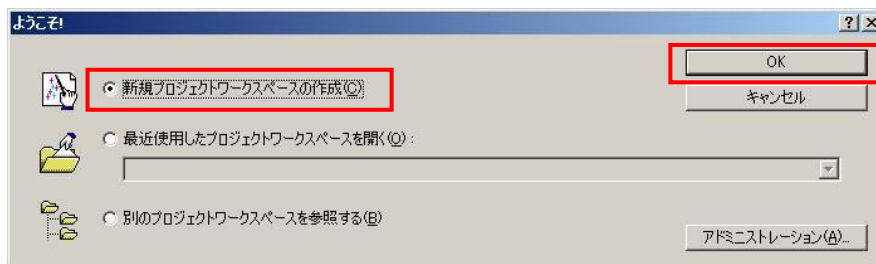 ようこそ!
新規プロジェクトワークスペースの作成(C)
OK
キャンセル
最近使用したプロジェクトワークスペースを開く(O):
別のプロジェクトワークスペースを参照する(B)
アドミニストレーション(A)...